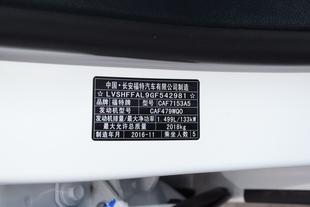 中国·长安福特汽车有限公司制造
★LVSHFFAL9GF542981★
品牌 福特牌 型号 CAF7153A5
发动机型号 CAF479WQ0
发动机排量/最大净功率 1.499L/133kW
最大允许总质量 2018kg
制造年月 2016-11 乘坐人数 5